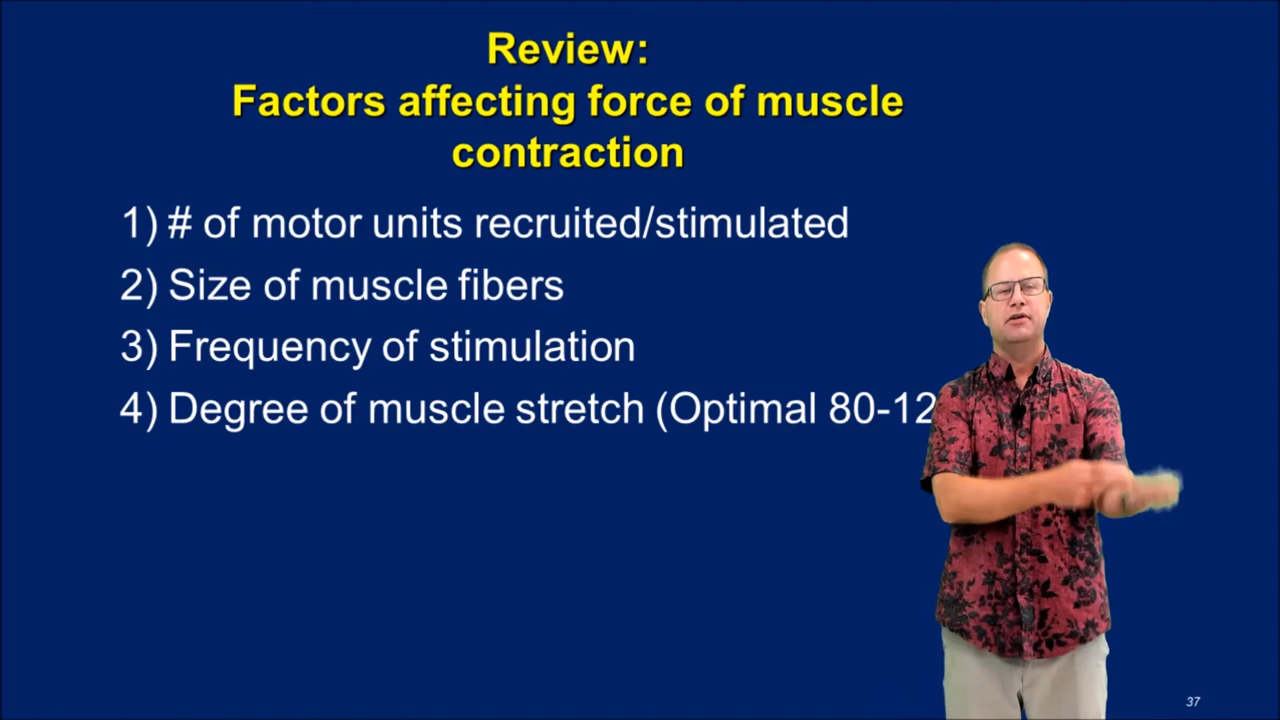 Review:
Factors affecting force of muscle
contraction
1) # of motor units recruited/stimulated
2) Size of muscle fibers
3) Frequency of stimulation
4) Degree of muscle stretch (Optimal 80-12
37